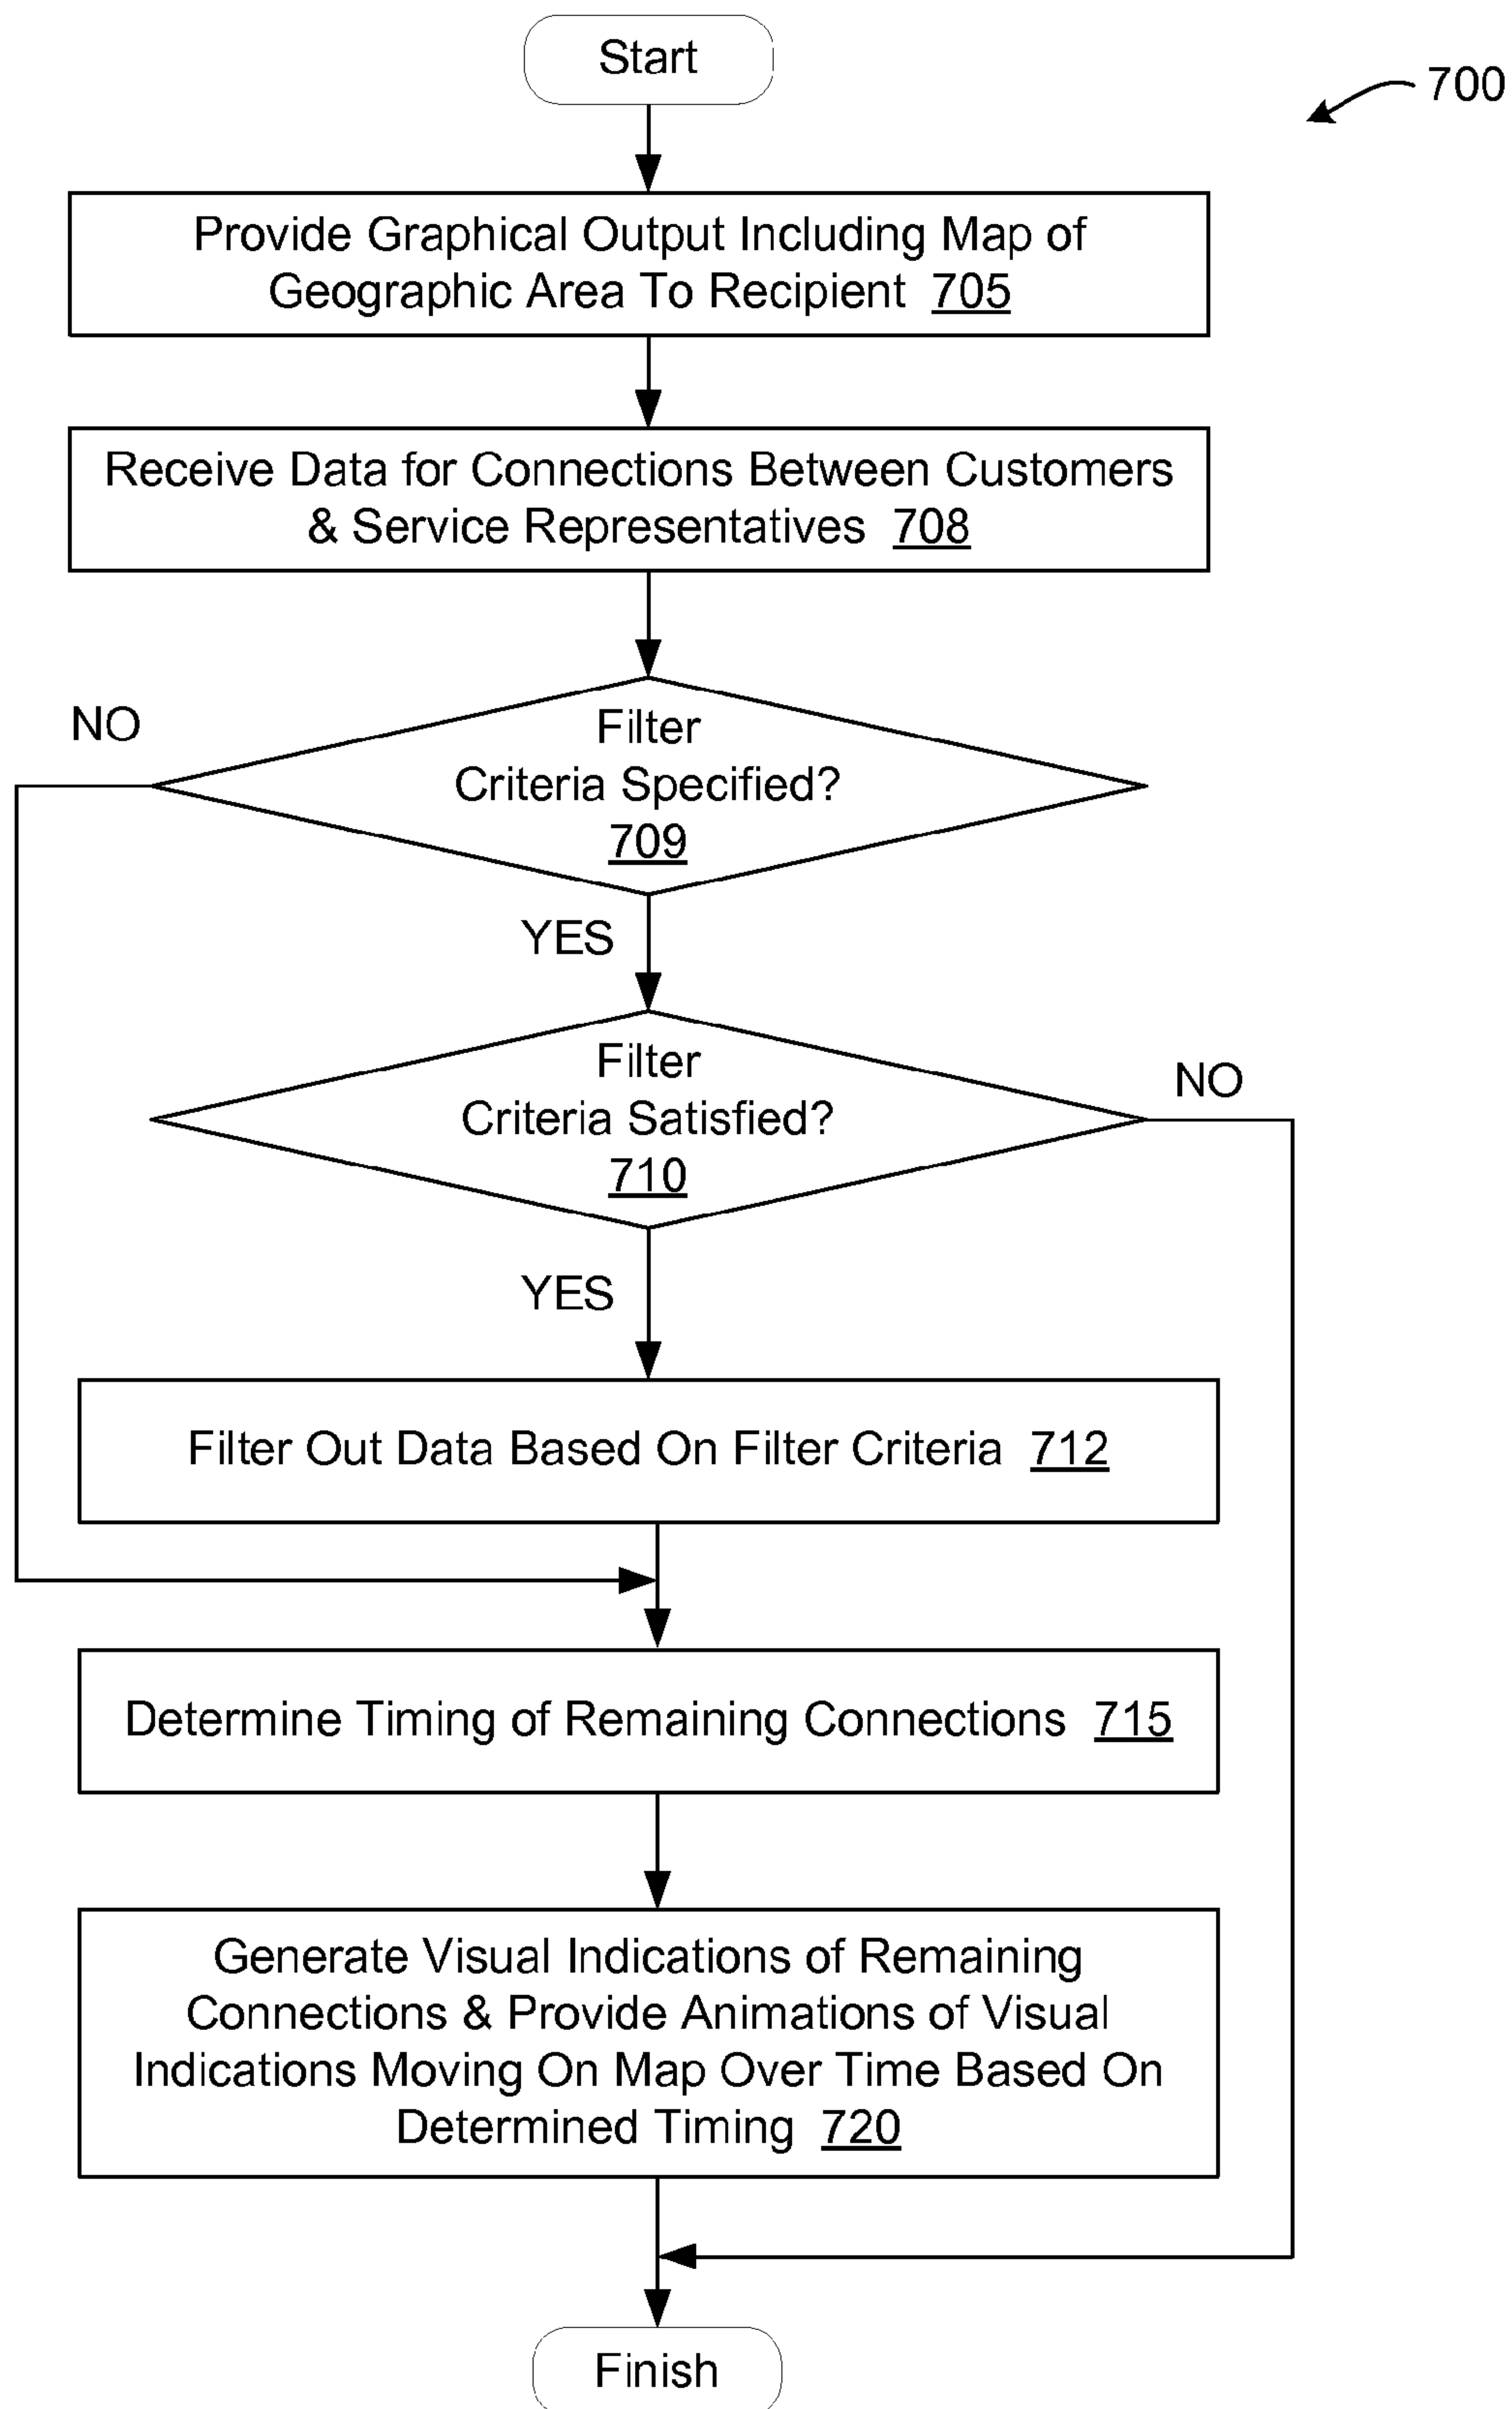 Start
700
Provide Graphical Output Including Map of
Geographic Area To Recipient 705
Receive Data for Connections Between Customers
& Service Representatives 708
NO
Filter
Criteria Specified?
709
YES
Filter
Criteria Satisfied?
710
NO
YES
Filter Out Data Based On Filter Criteria 712
Determine Timing of Remaining Connections 715
Generate Visual Indications of Remaining
Connections & Provide Animations of Visual
Indications Moving On Map Over Time Based On
Determined Timing 720
Finish